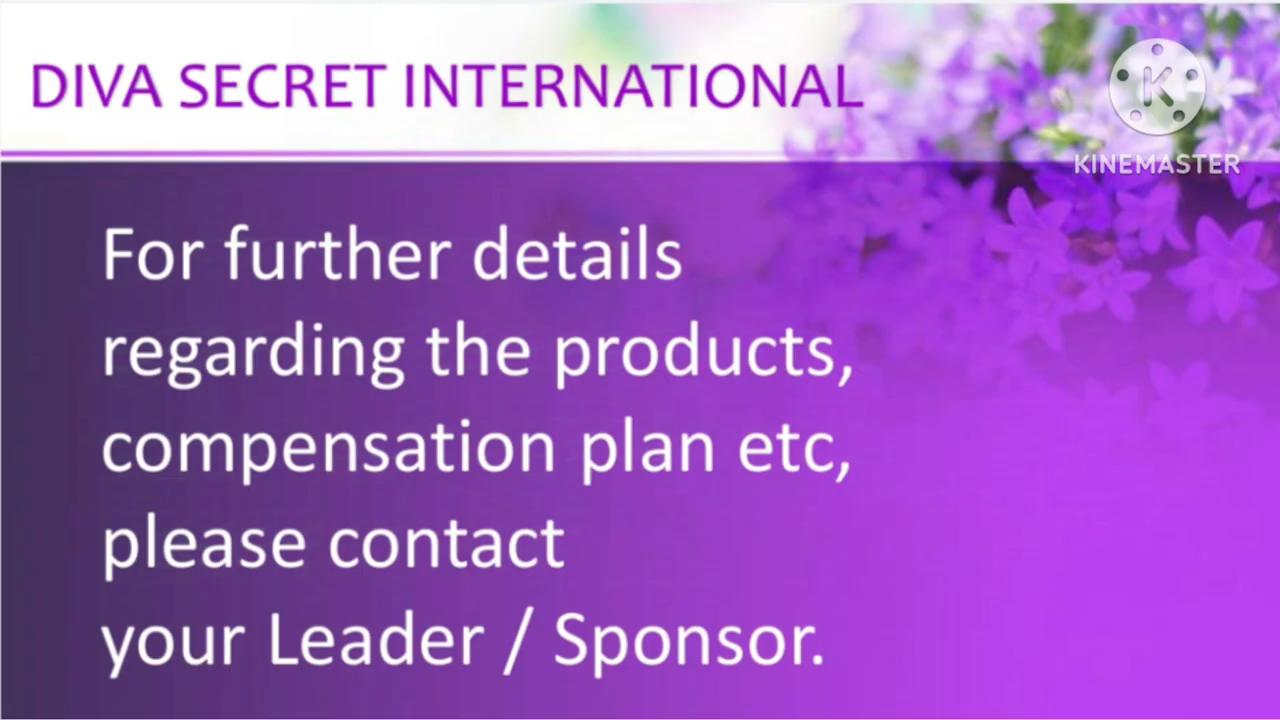 DIVA SECRET INTERNATIONAL
K
KINEMASTER
For further details
regarding the products,
compensation plan etc,
please contact
your Leader / Sponsor.